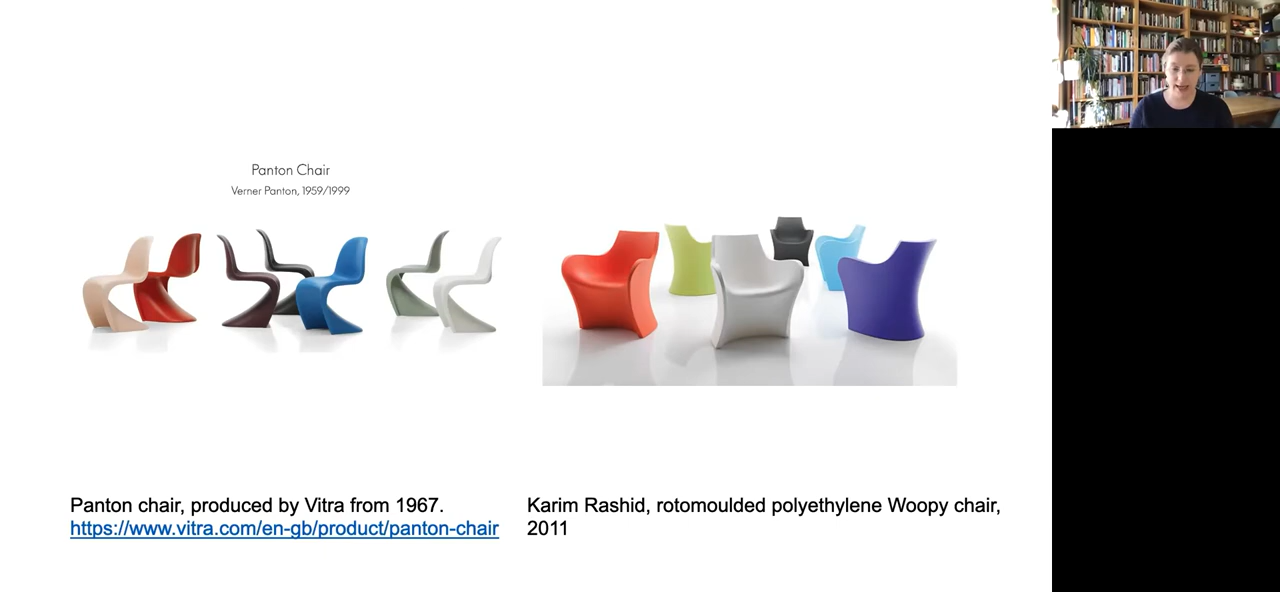 Panton Chair
Verner Panton, 1959/1999
Panton chair, produced by Vitra from 1967.
https://www.vitra.com/en-gb/product/panton-chair
Karim Rashid, rotomoulded polyethylene Woopy chair,
2011